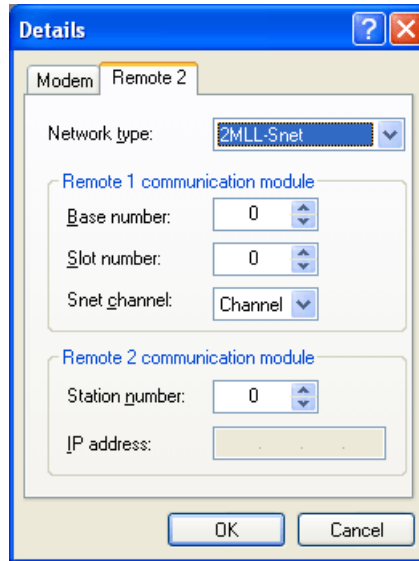 Details
Modem Remote 2
Network type: 2MLL-Snet
Remote 1 communication module
Base number: 0
Slot number: 0
Snet channel: Channel
Remote 2 communication module
Station number: 0
IP address: . . .
OK Cancel